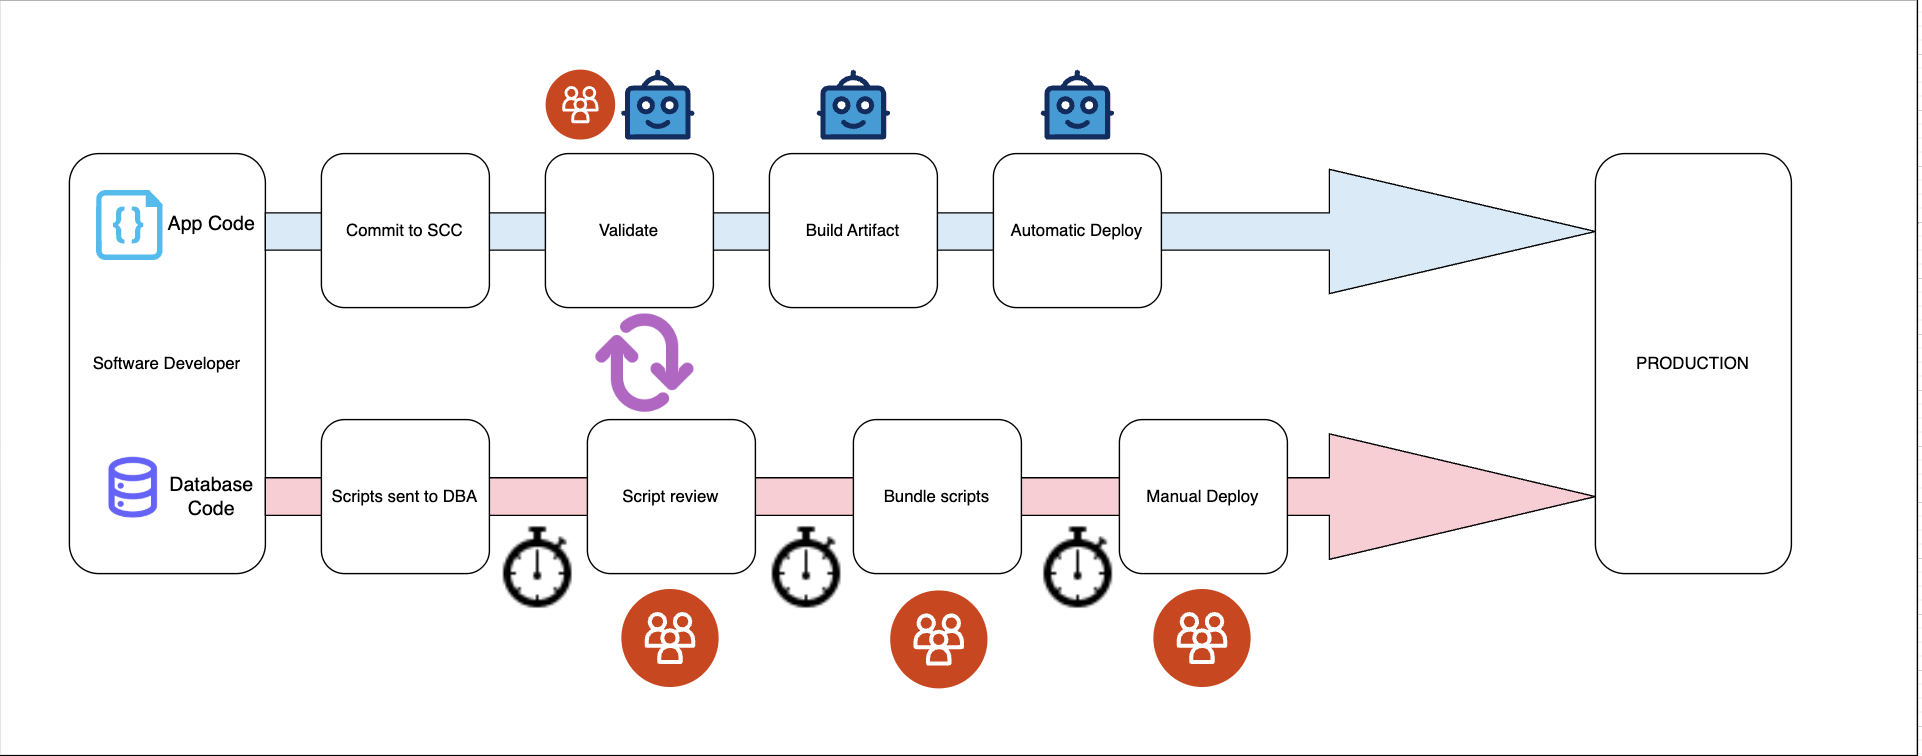 App Code
Commit to SCC
Validate
Build Artifact
Automatic Deploy
Software Developer
PRODUCTION
Database
Code
Scripts sent to DBA
Script review
Bundle scripts
Manual Deploy